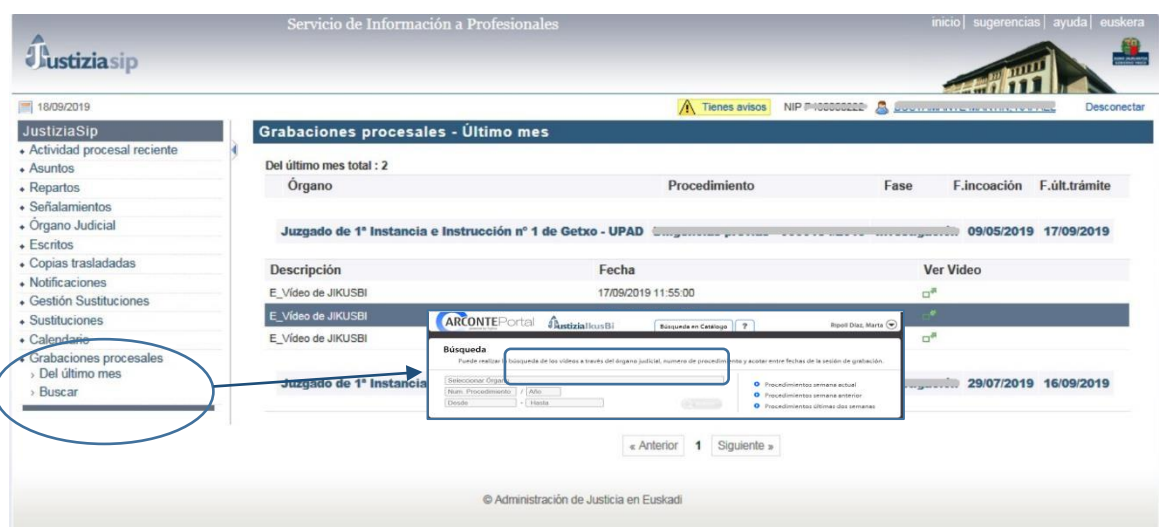 Servicio de Información a Profesionales
inicio| sugerencias| ayuda| euskera
Justiziasip
18/09/2019
Tienes avisos NIP
Desconectar
JustiziaSip
Actividad procesal reciente
Asuntos
Repartos
Señalamientos
Órgano Judicial
Escritos
Copias trasladadas
Notificaciones
Gestión Sustituciones
Sustituciones
Calendario
Grabaciones procesales
› Del último mes
› Buscar
Grabaciones procesales - Último mes
Del último mes total : 2
Órgano Procedimiento Fase F.incoación F.últ.trámite
Juzgado de 1ª Instancia e Instrucción nº 1 de Getxo - UPAD 09/05/2019 17/09/2019
Descripción Fecha Ver Video
E_Vídeo de JIKUSBI 17/09/2019 11:55:00
E_Vídeo de JIKUSBI
E_Vídeo de JIKUSBI
ARCONTEPortal JustiziaIkusBi Búsqueda en Catálogo ? Ripoll Díaz, Marta
Búsqueda
Puede realizar la búsqueda de los vídeos a través del órgano judicial, numero de procedimiento y acotar entre fechas de la sesión de grabación.
Seleccionar Órgano
Num. Procedimiento / Año
Desde - Hasta
Procedimientos semana actual
Procedimientos semana anterior
Procedimientos últimas dos semanas
Juzgado de 1ª Instancia 29/07/2019 16/09/2019
« Anterior 1 Siguiente »
© Administración de Justicia en Euskadi